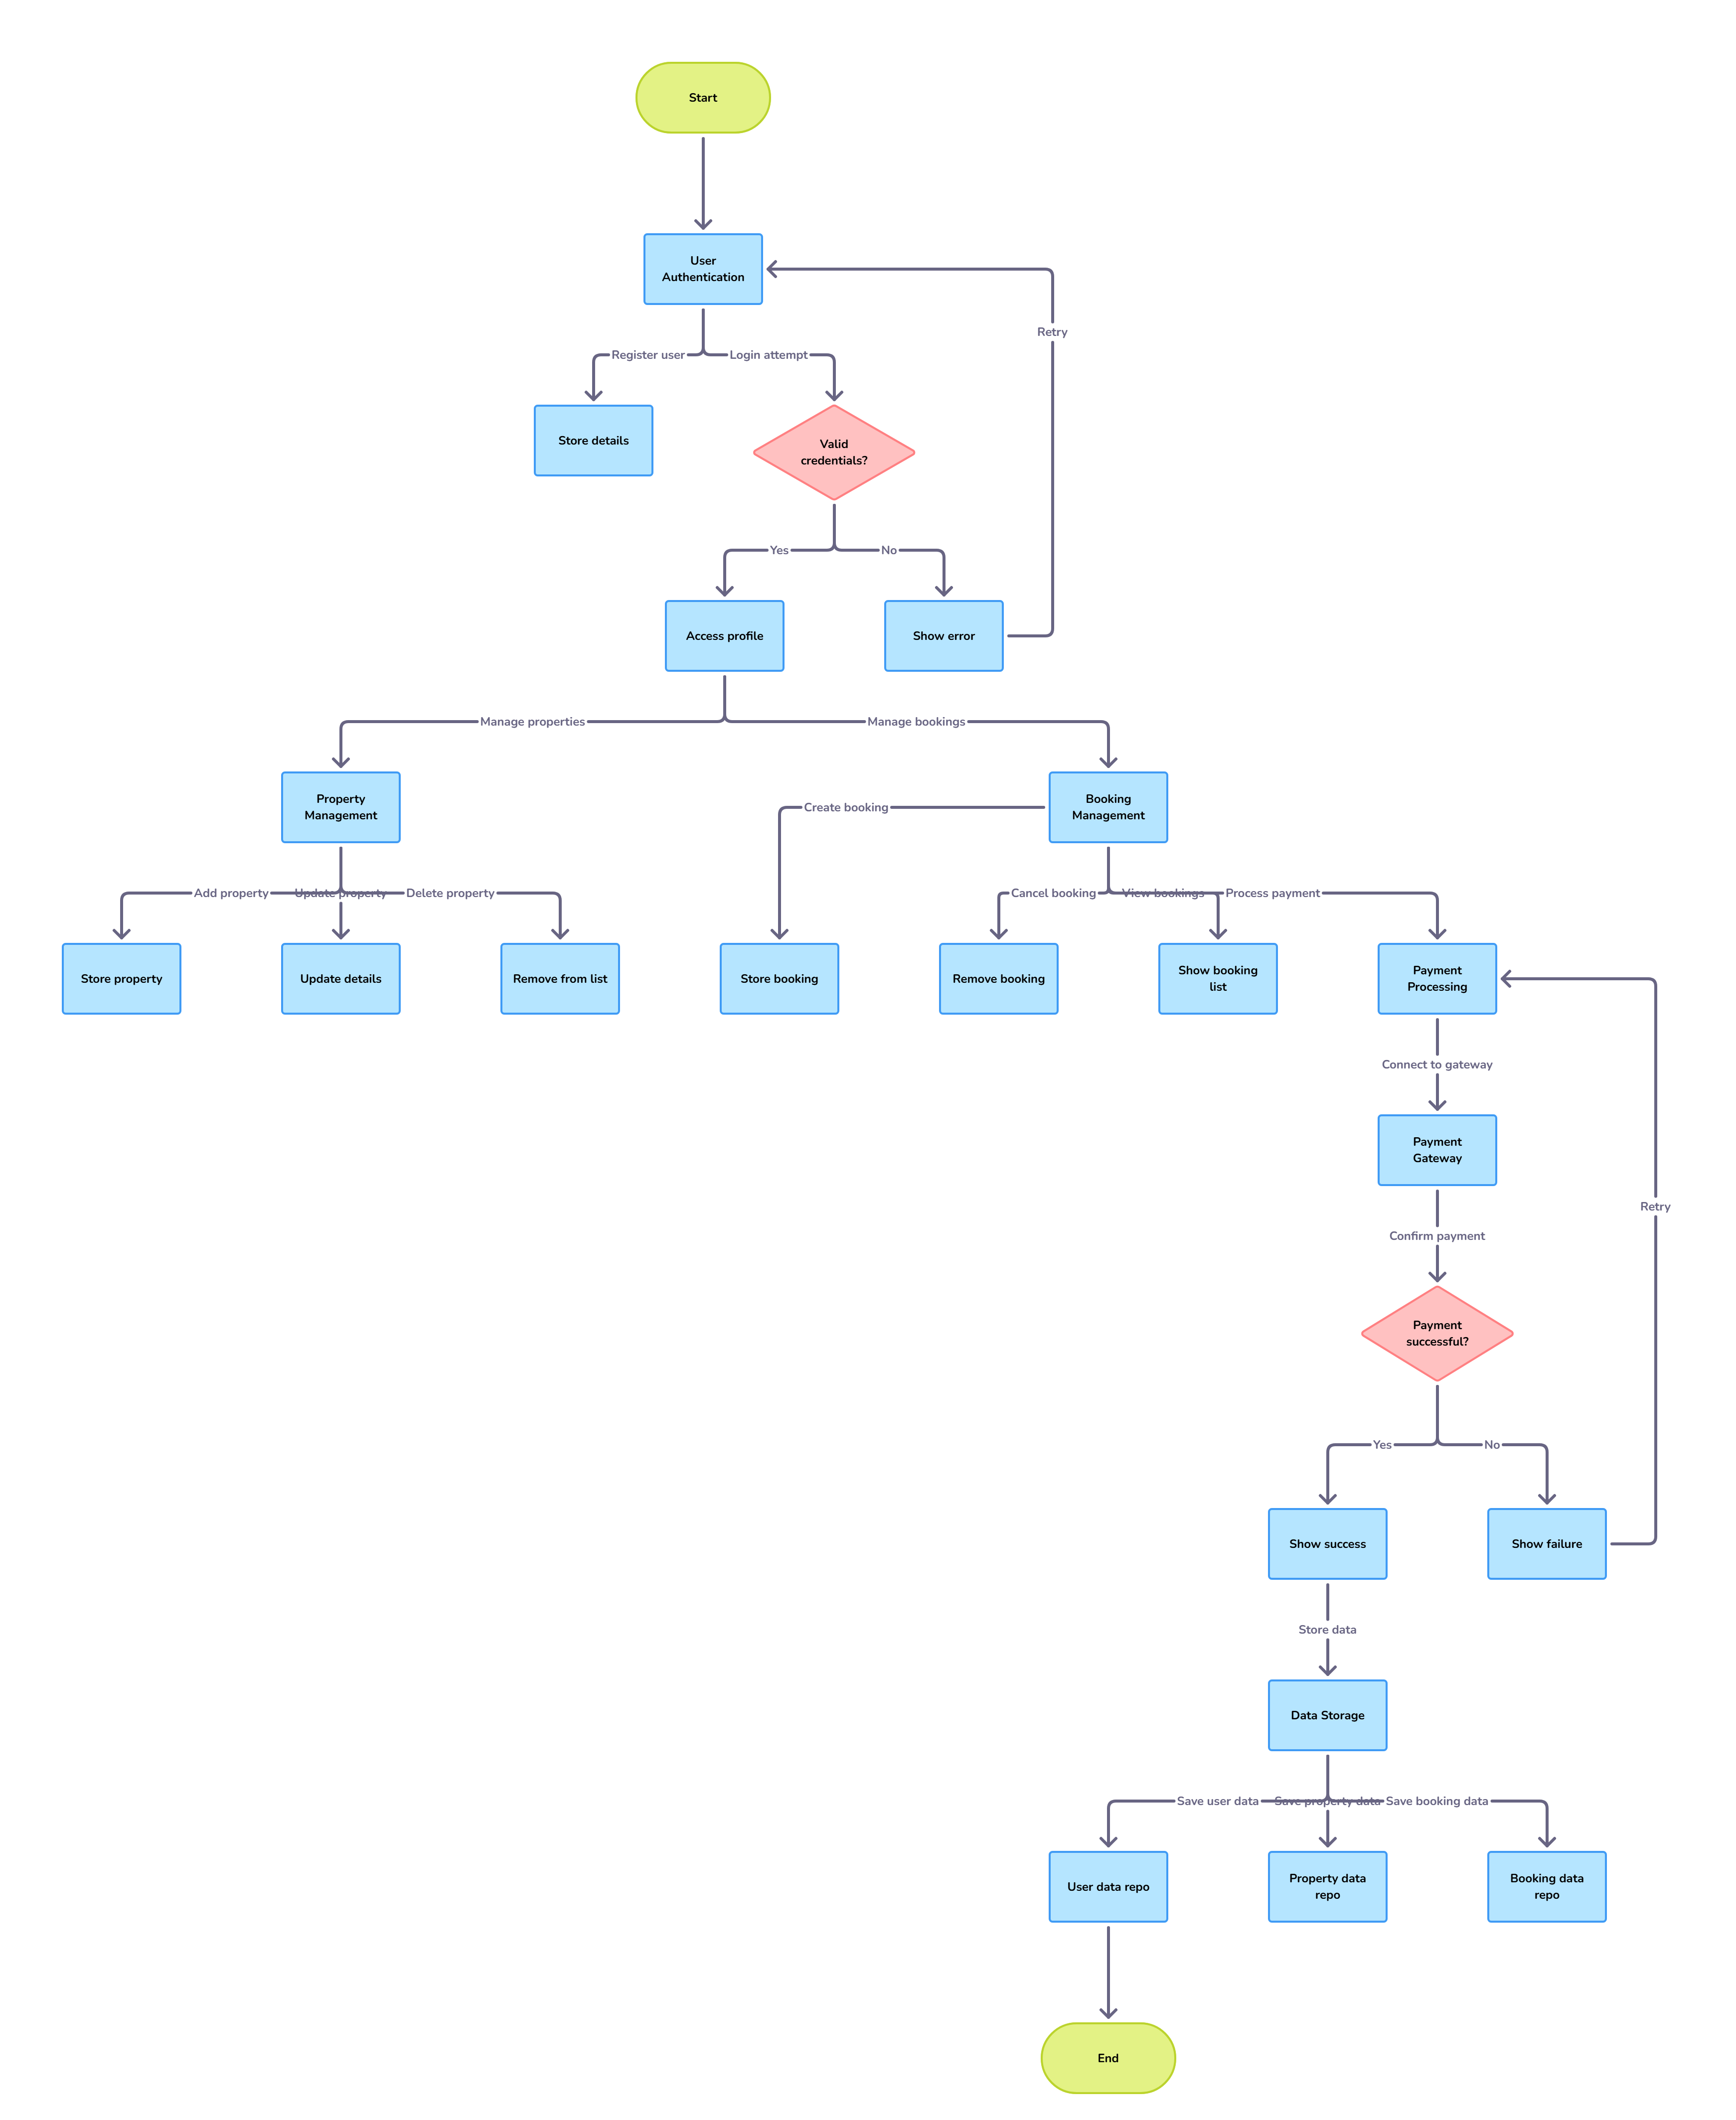 Start
User
Authentication
Retry
Register user
Login attempt
Store details
Valid
credentials?
Yes
No
Access profile
Show error
Manage properties
Manage bookings
Property
Management
Create booking
Booking
Management
Add property
Update property
Delete property
Cancel booking
View bookings
Process payment
Store property
Update details
Remove from list
Store booking
Remove booking
Show booking
list
Payment
Processing
Connect to gateway
Payment
Gateway
Retry
Confirm payment
Payment
successful?
Yes
No
Show success
Show failure
Store data
Data Storage
Save user data
Save property data
Save booking data
User data repo
Property data
repo
Booking data
repo
End